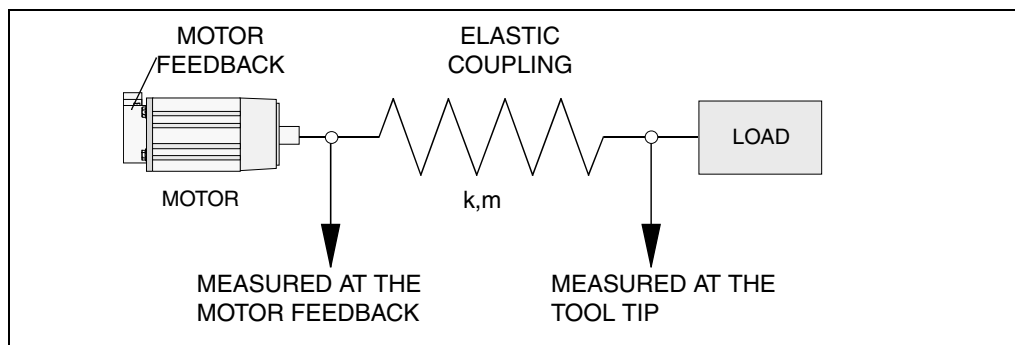 MOTOR
FEEDBACK
ELASTIC
COUPLING
LOAD
MOTOR
k,m
MEASURED AT THE
MOTOR FEEDBACK
MEASURED AT THE
TOOL TIP